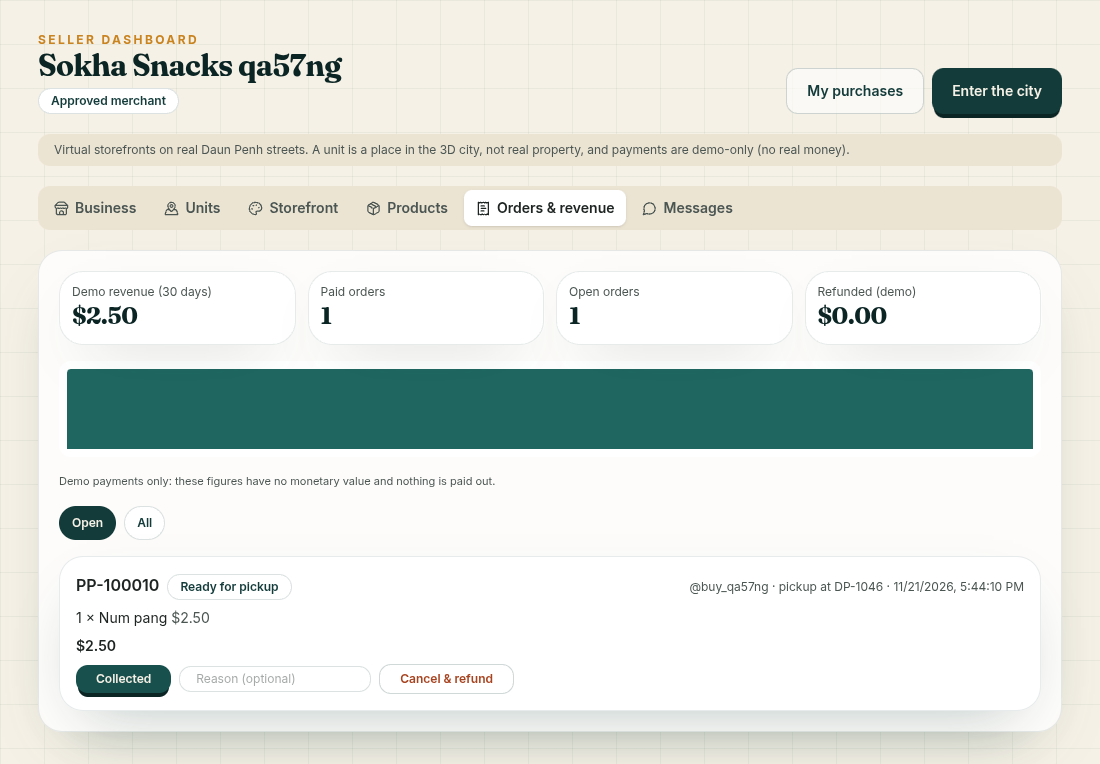 SELLER DASHBOARD
Sokha Snacks qa57ng
Approved merchant
My purchases
Enter the city
Virtual storefronts on real Daun Penh streets. A unit is a place in the 3D city, not real property, and payments are demo-only (no real money).
Business
Units
Storefront
Products
Orders & revenue
Messages
Demo revenue (30 days)
$2.50
Paid orders
1
Open orders
1
Refunded (demo)
$0.00
Demo payments only: these figures have no monetary value and nothing is paid out.
Open
All
PP-100010
Ready for pickup
@buy_qa57ng · pickup at DP-1046 · 11/21/2026, 5:44:10 PM
1 × Num pang $2.50
$2.50
Collected
Reason (optional)
Cancel & refund